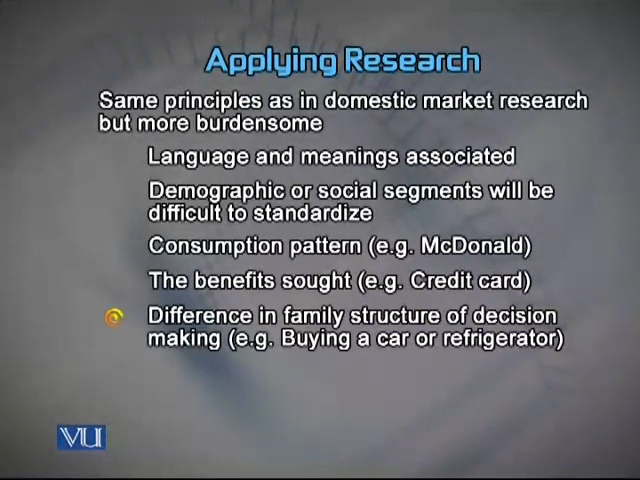 Applying Research
Same principles as in domestic market research
but more burdensome
Language and meanings associated
Demographic or social segments will be
difficult to standardize
Consumption pattern (e.g. McDonald)
The benefits sought (e.g. Credit card)
Difference in family structure of decision
making (e.g. Buying a car or refrigerator)
VU